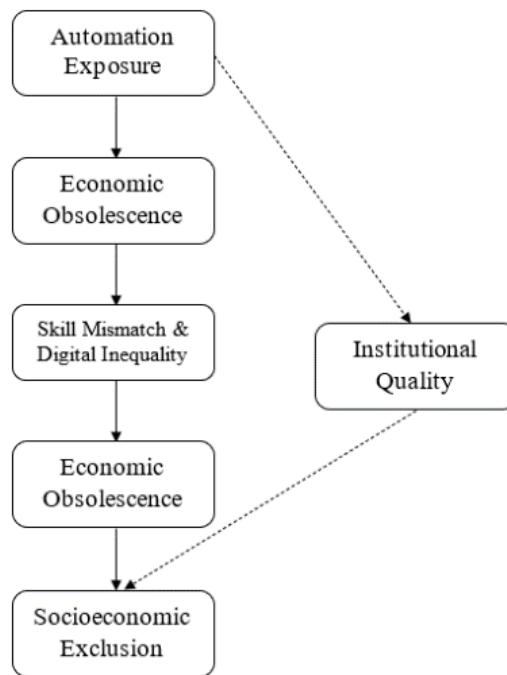 Automation
Exposure
Economic
Obsolescence
Skill Mismatch &
Digital Inequality
Institutional
Quality
Economic
Obsolescence
Socioeconomic
Exclusion